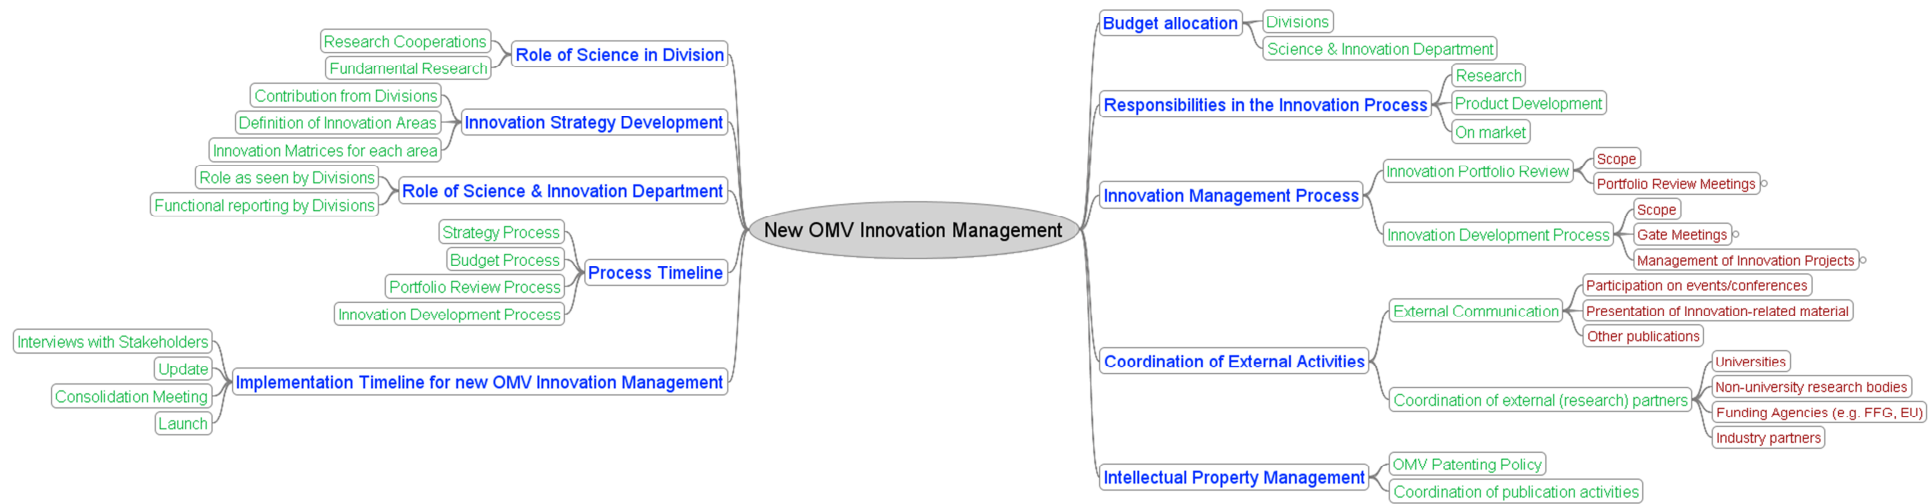 New OMV Innovation Management
Role of Science in Division
Research Cooperations
Fundamental Research
Innovation Strategy Development
Contribution from Divisions
Definition of Innovation Areas
Innovation Matrices for each area
Role of Science & Innovation Department
Role as seen by Divisions
Functional reporting by Divisions
Process Timeline
Strategy Process
Budget Process
Portfolio Review Process
Innovation Development Process
Implementation Timeline for new OMV Innovation Management
Interviews with Stakeholders
Update
Consolidation Meeting
Launch
Budget allocation
Divisions
Science & Innovation Department
Responsibilities in the Innovation Process
Research
Product Development
On market
Innovation Management Process
Innovation Portfolio Review
Scope
Portfolio Review Meetings
Innovation Development Process
Scope
Gate Meetings
Management of Innovation Projects
Coordination of External Activities
External Communication
Participation on events/conferences
Presentation of Innovation-related material
Other publications
Coordination of external (research) partners
Universities
Non-university research bodies
Funding Agencies (e.g. FFG, EU)
Industry partners
Intellectual Property Management
OMV Patenting Policy
Coordination of publication activities